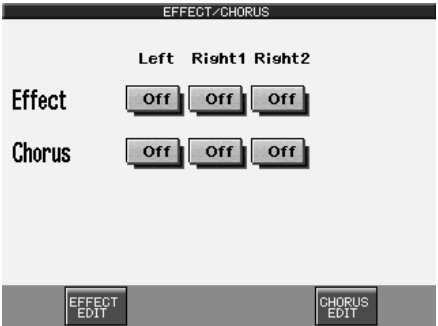 EFFECT/CHORUS
Left Right1 Right2
Effect Off Off Off
Chorus Off Off Off
EFFECT EDIT CHORUS EDIT